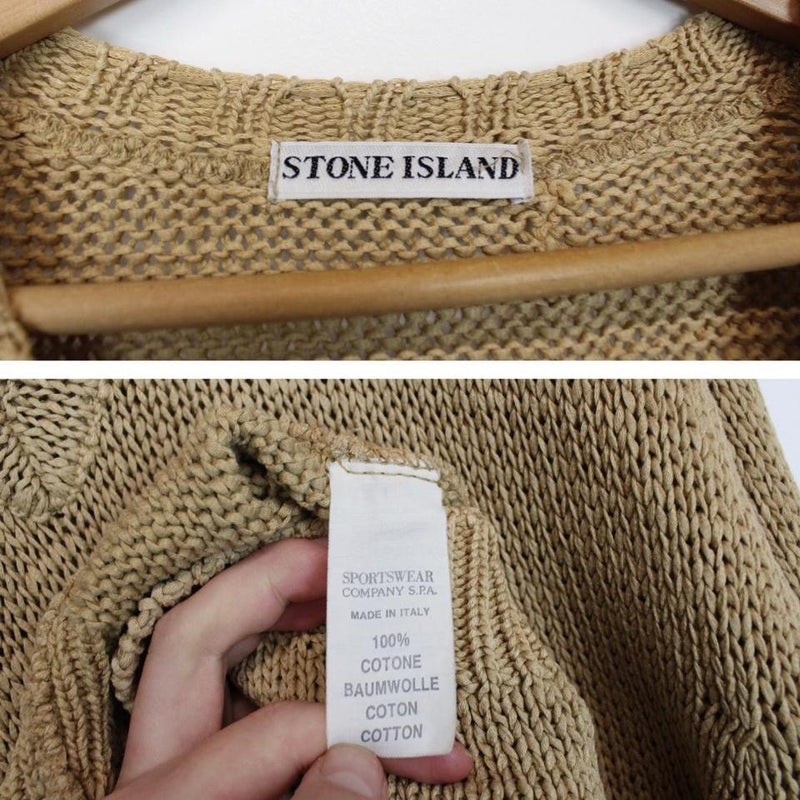 STONE ISLAND
SPORTSWEAR
COMPANY S.P.A.
MADE IN ITALY
100%
COTONE
BAUMWOLLE
COTON
COTTON